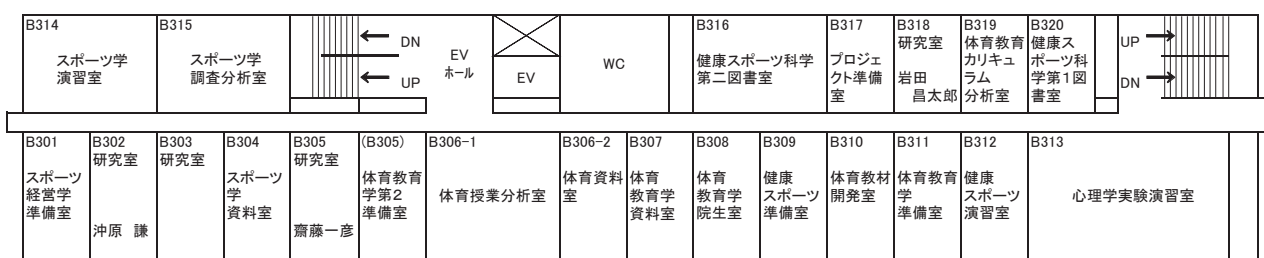 B314
スポーツ学
演習室
B315
スポーツ学
調査分析室
DN
UP
EV
ホール
EV
WC
B316
健康スポーツ科学
第二図書室
B317
プロジェ
クト準備
室
B318
研究室
岩田
昌太郎
B319
体育教育
カリキュ
ラム
分析室
B320
健康ス
ポーツ科
学第1図
書室
UP
DN
B301
スポーツ
経営学
準備室
B302
研究室
沖原 謙
B303
研究室
B304
スポーツ
学
資料室
B305
研究室
齋藤一彦
(B305)
体育教育
学第2
準備室
B306-1
体育授業分析室
B306-2
体育資料
室
B307
体育
教育学
資料室
B308
体育
教育学
院生室
B309
健康
スポーツ
準備室
B310
体育教材
開発室
B311
体育教育
学
準備室
B312
健康
スポーツ
演習室
B313
心理学実験演習室